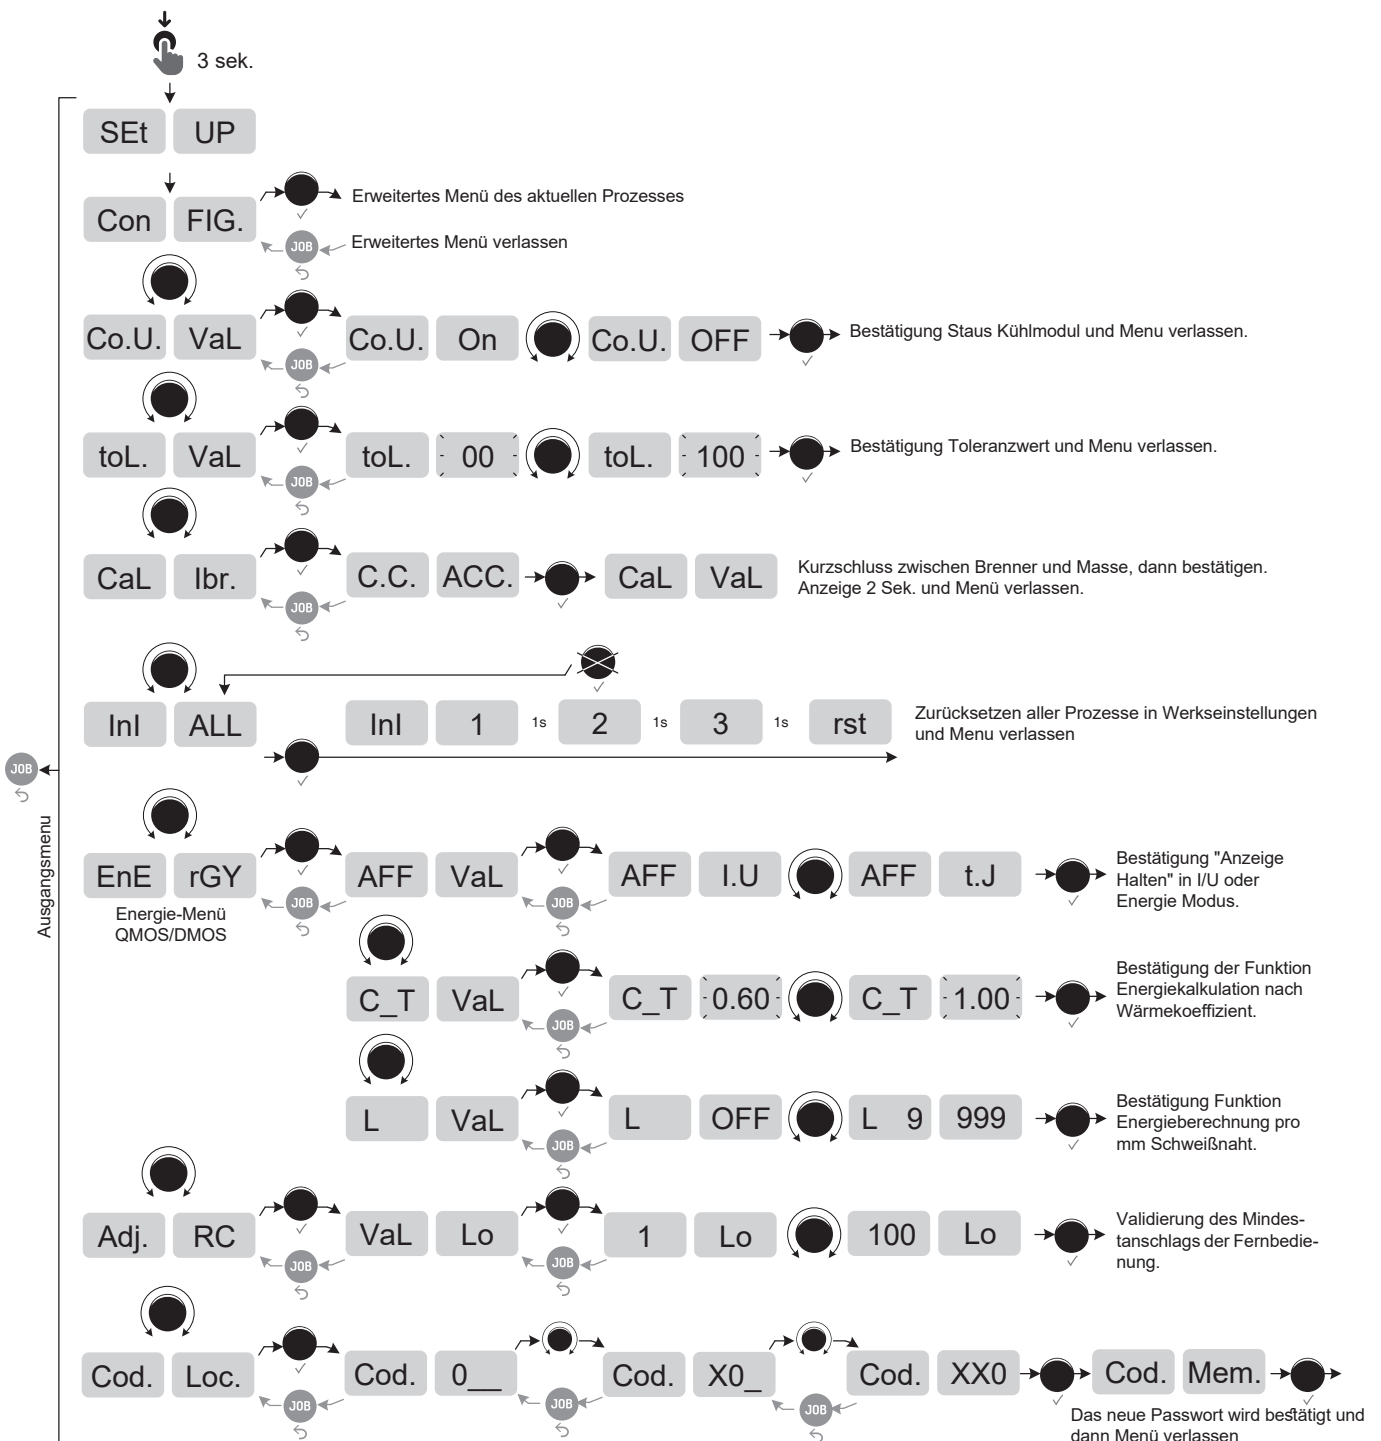 3 sek.
SEt UP
Con FIG.
Erweitertes Menü des aktuellen Prozesses
JOB
Erweitertes Menü verlassen
Co.U. VaL
JOB
Co.U. On
Co.U. OFF
Bestätigung Staus Kühlmodul und Menu verlassen.
toL. VaL
JOB
toL. 00
toL. 100
Bestätigung Toleranzwert und Menu verlassen.
CaL Ibr.
JOB
C.C. ACC.
CaL VaL
Kurzschluss zwischen Brenner und Masse, dann bestätigen.
Anzeige 2 Sek. und Menü verlassen.
InI ALL
InI 1 1s 2 1s 3 1s rst
Zurücksetzen aller Prozesse in Werkseinstellungen
und Menu verlassen
JOB
Ausgangsmenu
EnE rGY
Energie-Menü
QMOS/DMOS
JOB
AFF VaL
JOB
AFF I.U
AFF t.J
Bestätigung "Anzeige
Halten" in I/U oder
Energie Modus.
C_T VaL
JOB
C_T 0.60
C_T 1.00
Bestätigung der Funktion
Energiekalkulation nach
Wärmekoeffizient.
L VaL
JOB
L OFF
L 9 999
Bestätigung Funktion
Energieberechnung pro
mm Schweißnaht.
Adj. RC
JOB
VaL Lo
JOB
1 Lo
100 Lo
Validierung des Mindes-
tanschlags der Fernbedie-
nung.
Cod. Loc.
JOB
Cod. 0__
JOB
Cod. X0_
JOB
Cod. XX0
Cod. Mem.
Das neue Passwort wird bestätigt und
dann Menü verlassen